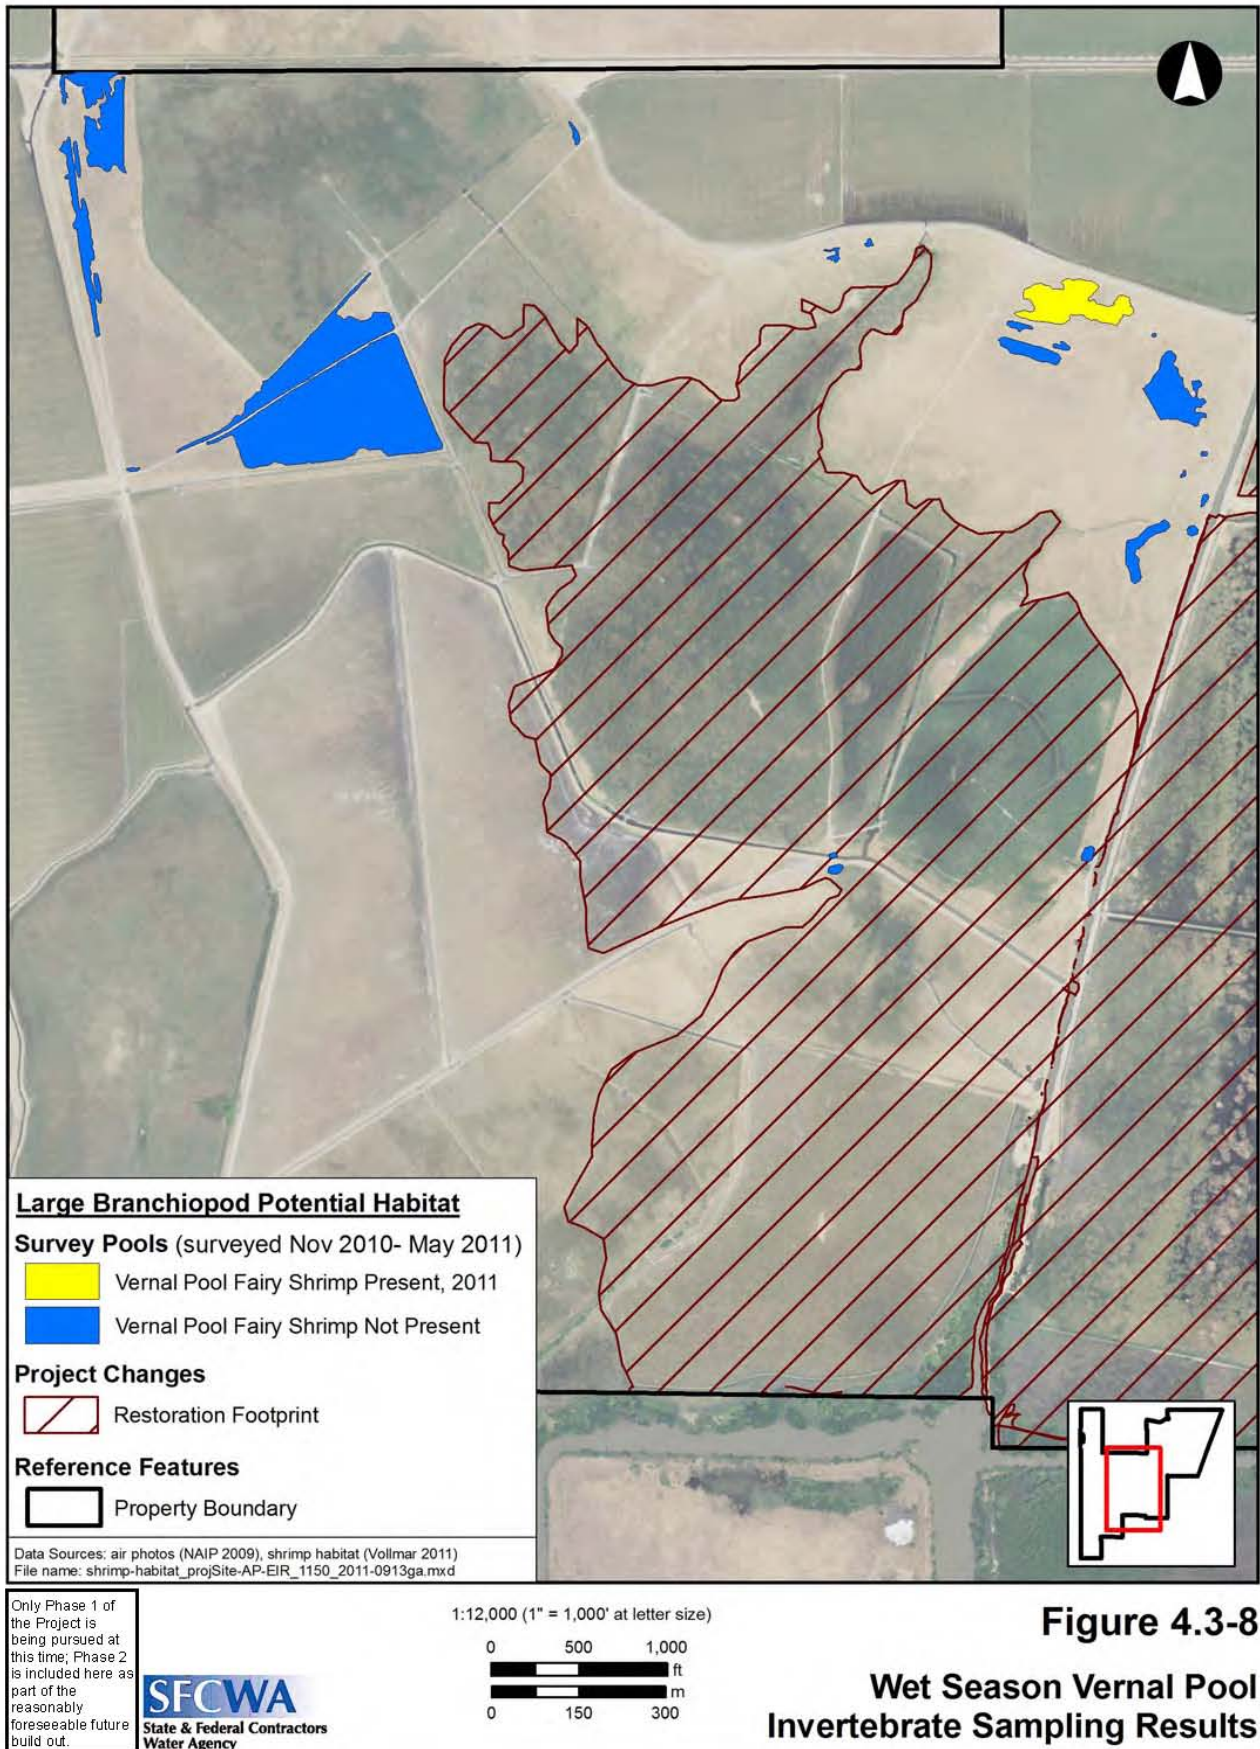 Large Branchiopod Potential Habitat
Survey Pools (surveyed Nov 2010- May 2011)
Vernal Pool Fairy Shrimp Present, 2011
Vernal Pool Fairy Shrimp Not Present
Project Changes
Restoration Footprint
Reference Features
Property Boundary
Data Sources: air photos (NAIP 2009), shrimp habitat (Vollmar 2011)
File name: shrimp-habitat_projSite-AP-EIR_1150_2011-0913ga.mxd
Only Phase 1 of
the Project is
being pursued at
this time; Phase 2
is included here as
part of the
reasonably
foreseeable future
build out.
SFCWA
State & Federal Contractors
Water Agency
1:12,000 (1" = 1,000' at letter size)
0 500 1,000
ft
m
0 150 300
Figure 4.3-8
Wet Season Vernal Pool
Invertebrate Sampling Results